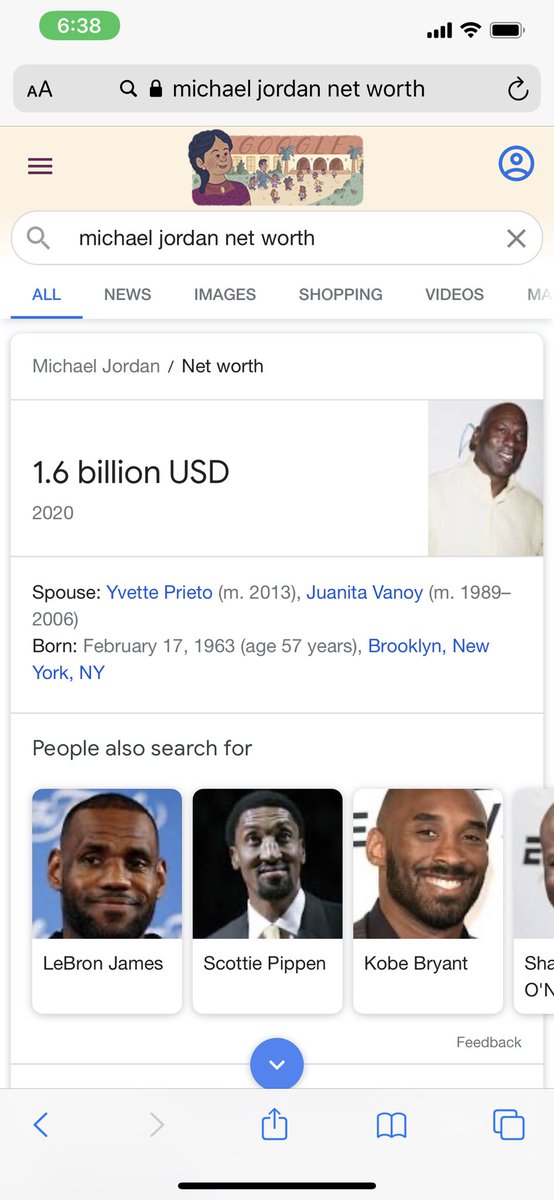 6:38
AA michael jordan net worth
GOOGLE
michael jordan net worth
ALL NEWS IMAGES SHOPPING VIDEOS MA
Michael Jordan / Net worth
1.6 billion USD
2020
Spouse: Yvette Prieto (m. 2013), Juanita Vanoy (m. 1989–
2006)
Born: February 17, 1963 (age 57 years), Brooklyn, New
York, NY
People also search for
LeBron James Scottie Pippen Kobe Bryant Sha
O'N
Feedback